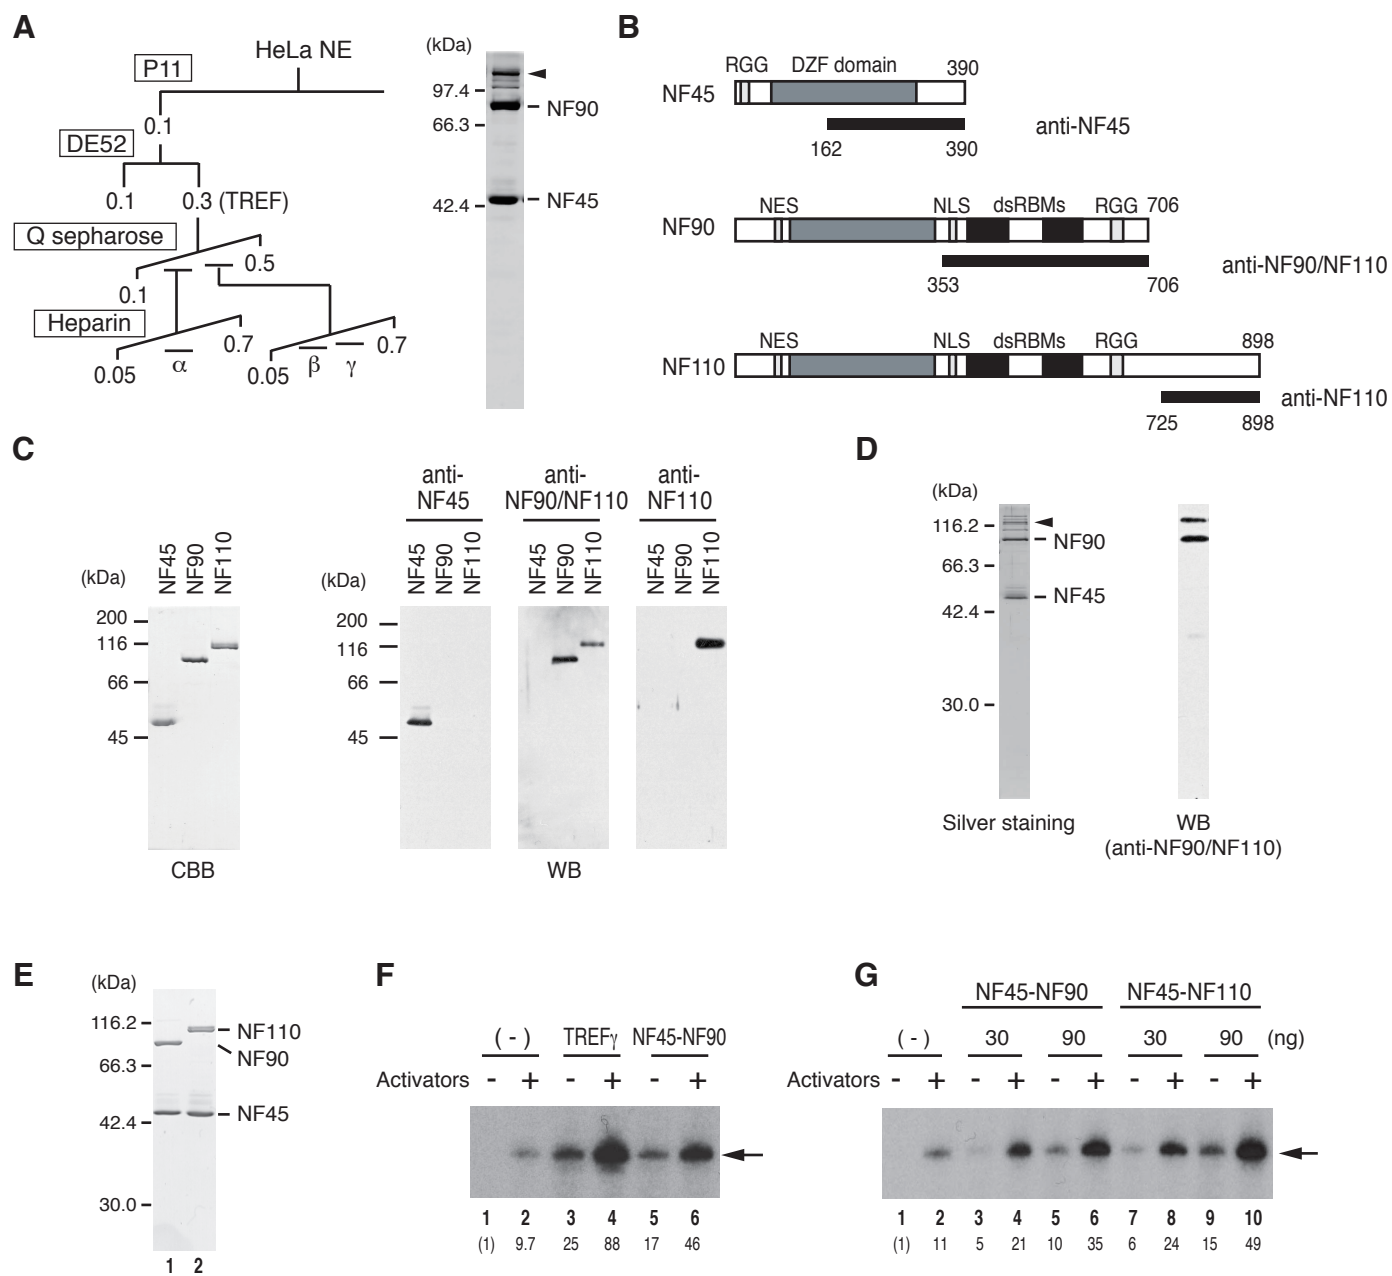 A
HeLa NE
P11
0.1
DE52
0.1
0.3 (TREF)
Q sepharose
0.5
0.1
Heparin
0.7
0.7
0.05
α
0.05
β
γ
(kDa)
97.4
NF90
66.3
42.4
NF45
B
RGG
DZF domain
390
NF45
anti-NF45
162
390
NES
NLS
dsRBMs
RGG
706
NF90
anti-NF90/NF110
353
706
NES
NLS
dsRBMs
RGG
898
NF110
anti-NF110
725
898
C
(kDa)
NF45
NF90
NF110
200
116
66
45
CBB
anti-
NF45
anti-
NF90/NF110
anti-
NF110
(kDa)
NF45
NF90
NF110
NF45
NF90
NF110
NF45
NF90
NF110
200
116
66
45
WB
D
(kDa)
116.2
NF90
66.3
NF45
42.4
30.0
Silver staining
WB
(anti-NF90/NF110)
E
(kDa)
116.2
NF110
NF90
66.3
NF45
42.4
30.0
1 2
F
( - ) TREFγ NF45-NF90
Activators - + - + - +
1 2 3 4 5 6
(1) 9.7 25 88 17 46
G
NF45-NF90 NF45-NF110
( - ) 30 90 30 90 (ng)
Activators - + - + - + - + - +
1 2 3 4 5 6 7 8 9 10
(1) 11 5 21 10 35 6 24 15 49